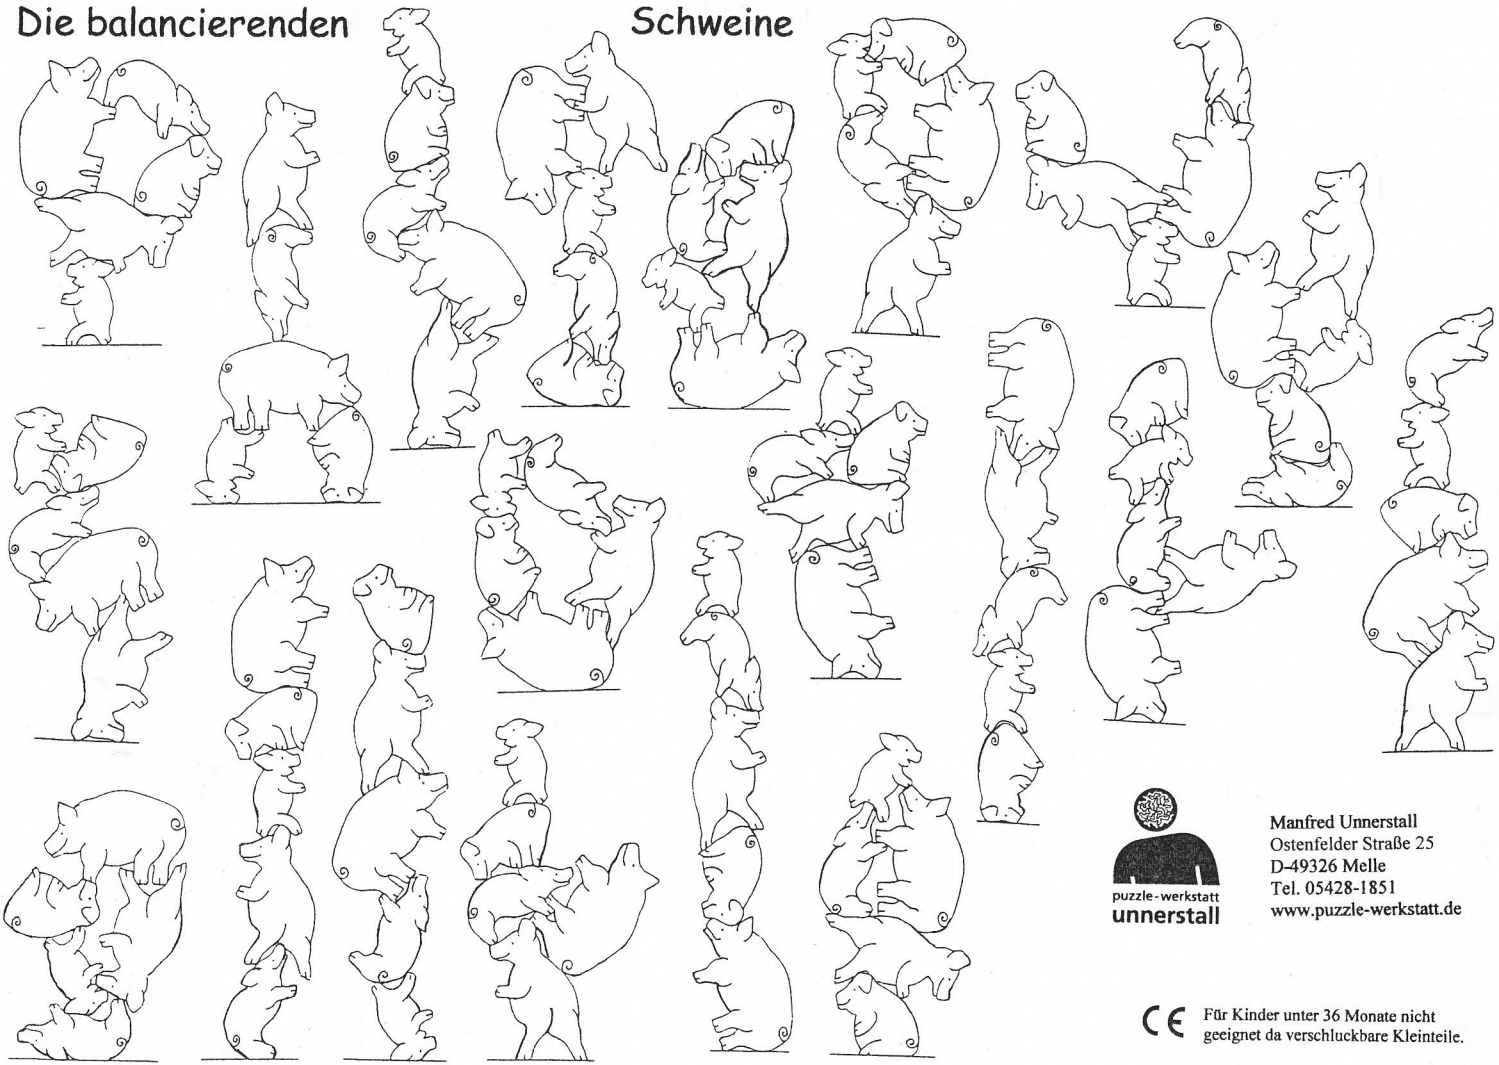 Die balancierenden Schweine
puzzle-werkstatt
unnerstall
Manfred Unnerstall
Ostenfelder Straße 25
D-49326 Melle
Tel. 05428-1851
www.puzzle-werkstatt.de
CE
Für Kinder unter 36 Monate nicht
geeignet da verschluckbare Kleinteile.